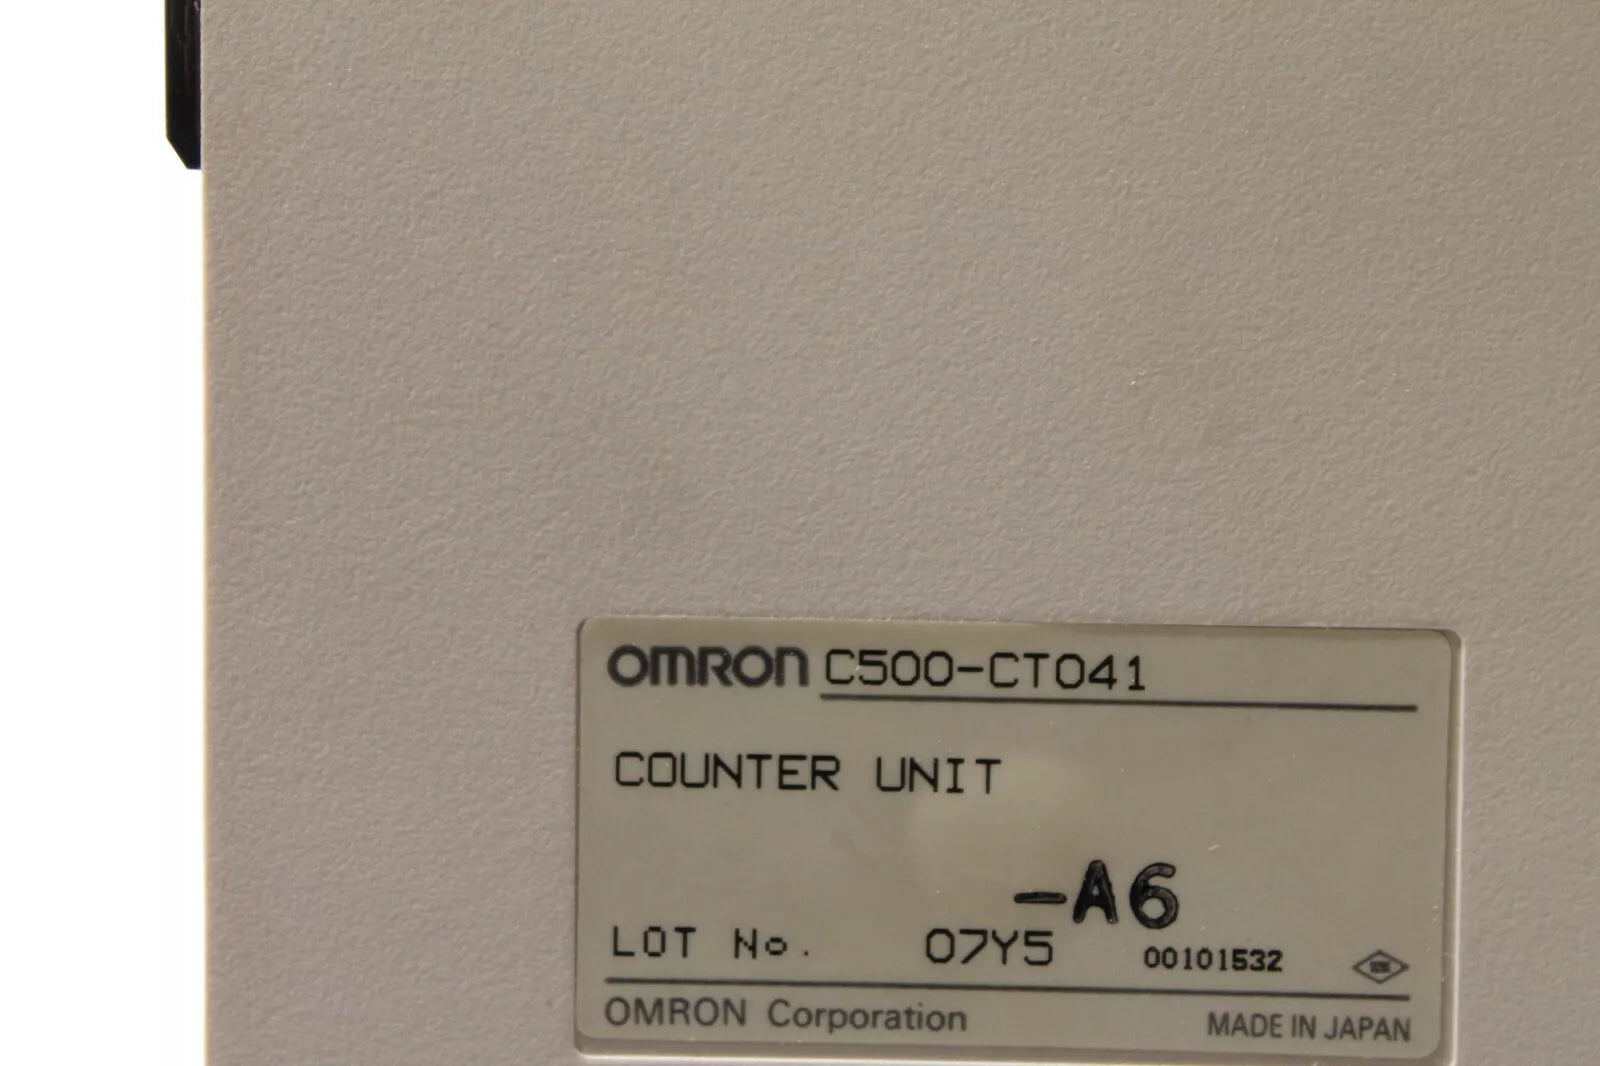 OMRON C500-CT041
COUNTER UNIT
-A6
LOT No. 07Y5 00101532
OMRON Corporation MADE IN JAPAN